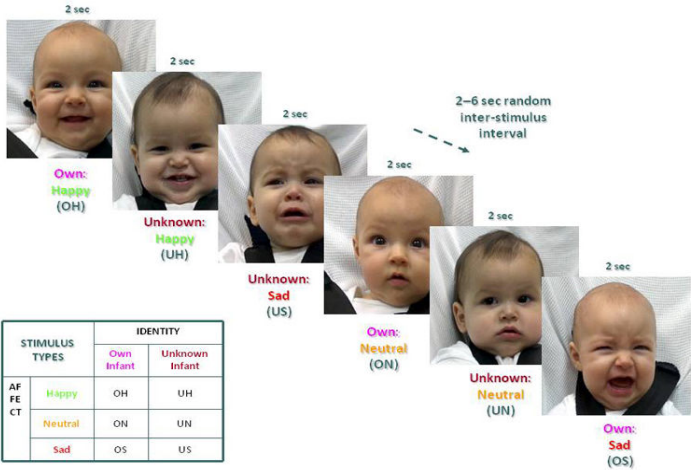 2 sec
Own:
Happy
(OH)
2 sec
Unknown:
Happy
(UH)
2 sec
Unknown:
Sad
(US)
2–6 sec random
inter-stimulus
interval
2 sec
Own:
Neutral
(ON)
2 sec
Unknown:
Neutral
(UN)
2 sec
Own:
Sad
(OS)
STIMULUS
TYPES
IDENTITY
Own
Infant
Unknown
Infant
AF
FE
CT
Happy
OH
UH
Neutral
ON
UN
Sad
OS
US